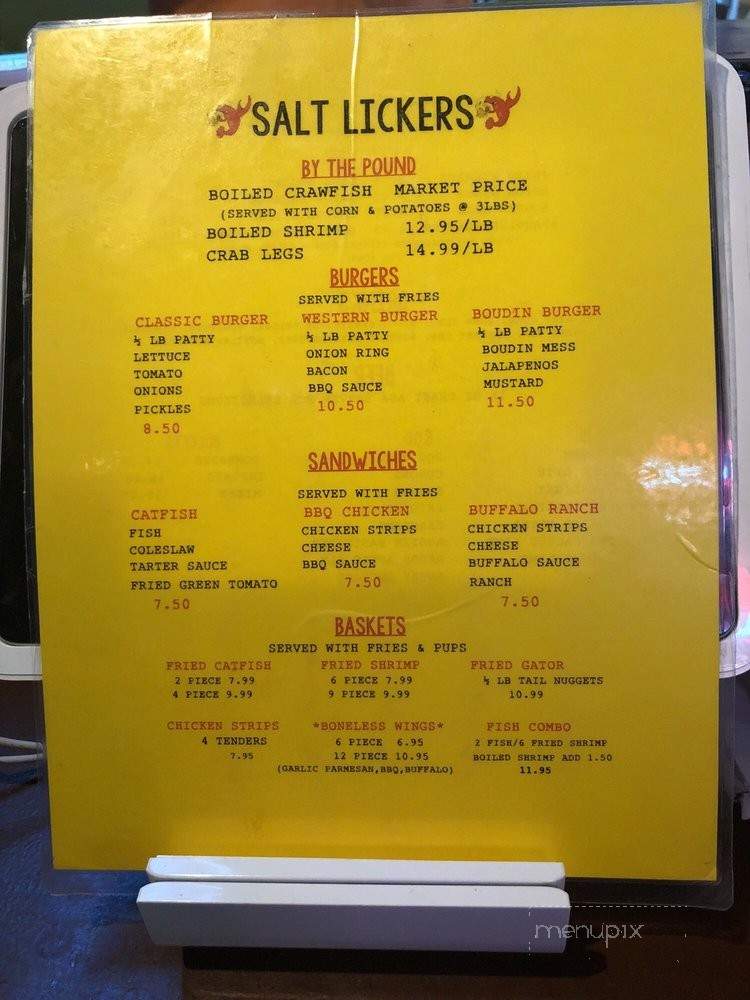 SALT LICKERS
BY THE POUND
BOILED CRAWFISH MARKET PRICE
(SERVED WITH CORN & POTATOES @ 3LBS)
BOILED SHRIMP 12.95/LB
CRAB LEGS 14.99/LB
BURGERS
SERVED WITH FRIES
CLASSIC BURGER
½ LB PATTY
LETTUCE
TOMATO
ONIONS
PICKLES
8.50
WESTERN BURGER
½ LB PATTY
ONION RING
BACON
BBQ SAUCE
10.50
BOUDIN BURGER
½ LB PATTY
BOUDIN MESS
JALAPENOS
MUSTARD
11.50
SANDWICHES
SERVED WITH FRIES
CATFISH
FISH
COLESLAW
TARTER SAUCE
FRIED GREEN TOMATO
7.50
BBQ CHICKEN
CHICKEN STRIPS
CHEESE
BBQ SAUCE
7.50
BUFFALO RANCH
CHICKEN STRIPS
CHEESE
BUFFALO SAUCE
RANCH
7.50
BASKETS
SERVED WITH FRIES & PUPS
FRIED CATFISH
2 PIECE 7.99
4 PIECE 9.99
FRIED SHRIMP
6 PIECE 7.99
9 PIECE 9.99
FRIED GATOR
½ LB TAIL NUGGETS
10.99
CHICKEN STRIPS
4 TENDERS
7.95
*BONELESS WINGS*
6 PIECE 6.95
12 PIECE 10.95
(GARLIC PARMESAN,BBQ,BUFFALO)
FISH COMBO
2 FISH/6 FRIED SHRIMP
BOILED SHRIMP ADD 1.50
11.95
menupix